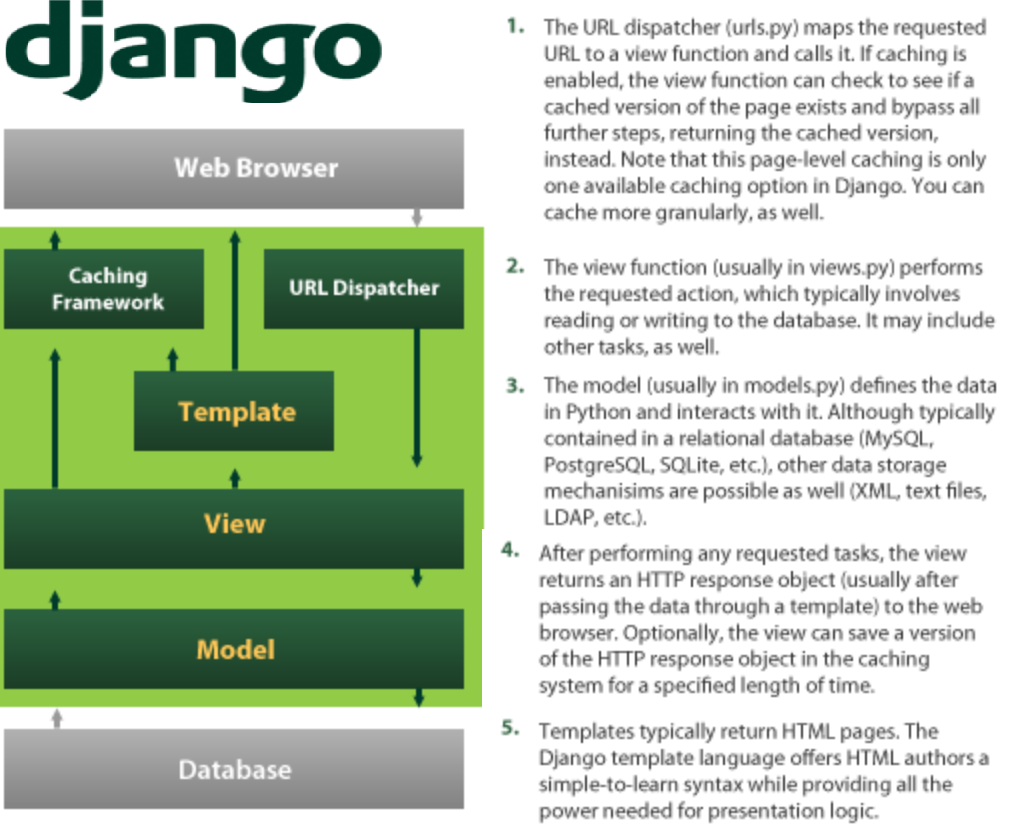 django
Web Browser
Caching
Framework
URL Dispatcher
Template
View
Model
Database
1. The URL dispatcher (urls.py) maps the requested
URL to a view function and calls it. If caching is
enabled, the view function can check to see if a
cached version of the page exists and bypass all
further steps, returning the cached version,
instead. Note that this page-level caching is only
one available caching option in Django. You can
cache more granularly, as well.
2. The view function (usually in views.py) performs
the requested action, which typically involves
reading or writing to the database. It may include
other tasks, as well.
3. The model (usually in models.py) defines the data
in Python and interacts with it. Although typically
contained in a relational database (MySQL,
PostgreSQL, SQLite, etc.), other data storage
mechanisims are possible as well (XML, text files,
LDAP, etc.).
4. After performing any requested tasks, the view
returns an HTTP response object (usually after
passing the data through a template) to the web
browser. Optionally, the view can save a version
of the HTTP response object in the caching
system for a specified length of time.
5. Templates typically return HTML pages. The
Django template language offers HTML authors a
simple-to-learn syntax while providing all the
power needed for presentation logic.